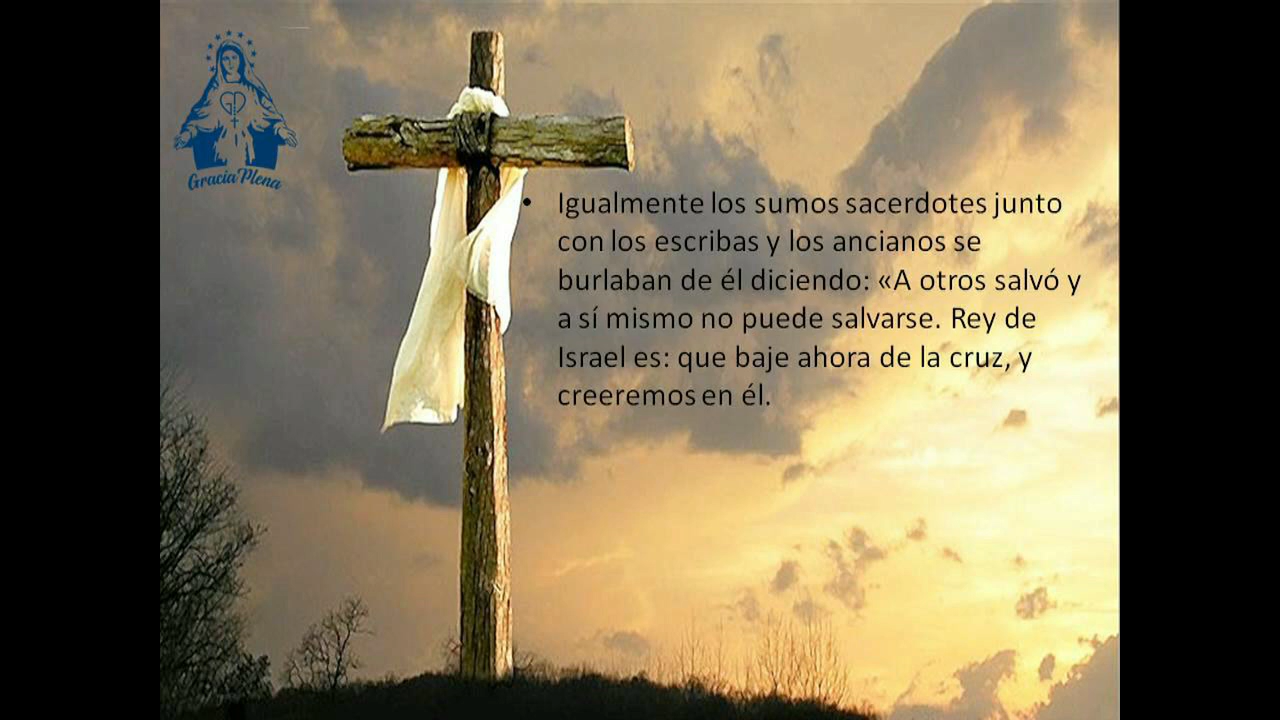 Gracia Plena
• Igualmente los sumos sacerdotes junto
con los escribas y los ancianos se
burlaban de él diciendo: «A otros salvó y
a sí mismo no puede salvarse. Rey de
Israel es: que baje ahora de la cruz, y
creeremos en él.